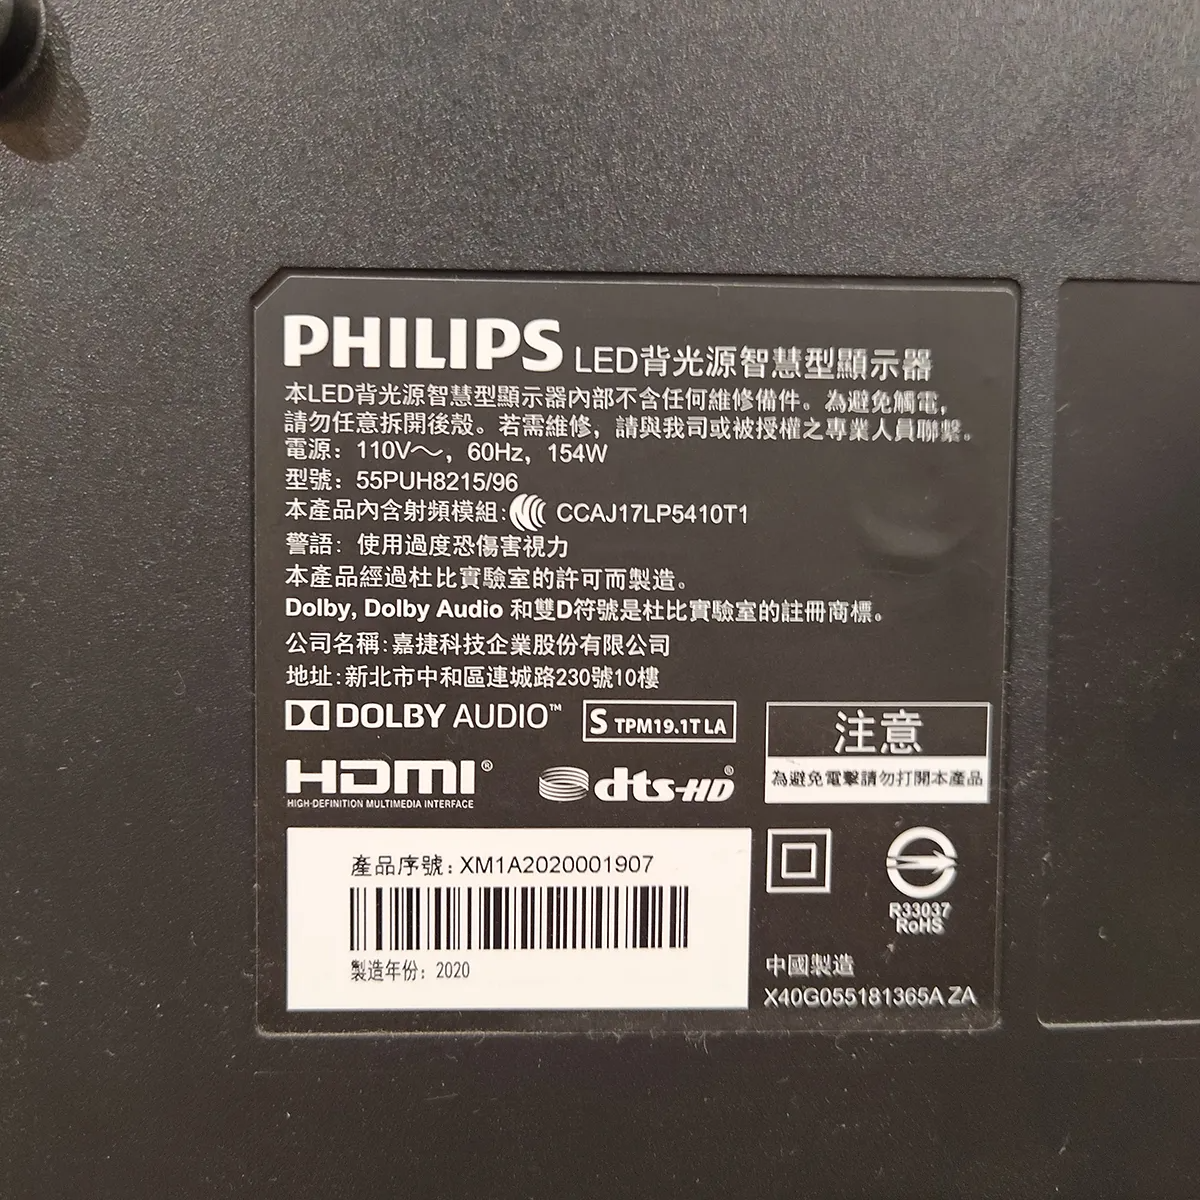 PHILIPS LED背光源智慧型顯示器
本LED背光源智慧型顯示器內部不含任何維修備件。為避免觸電，
請勿任意拆開後殼。若需維修，請與我司或被授權之專業人員聯繫。
電源：110V～，60Hz，154W
型號：55PUH8215/96
本產品內含射頻模組: CCAJ17LP5410T1
警語：使用過度恐傷害視力
本產品經過杜比實驗室的許可而製造。
Dolby, Dolby Audio 和雙D符號是杜比實驗室的註冊商標。
公司名稱:嘉捷科技企業股份有限公司
地址:新北市中和區連城路230號10樓
DOLBY AUDIO™
S TPM19.1T LA
HDMI®
HIGH-DEFINITION MULTIMEDIA INTERFACE
dts-HD®
注意
為避免電擊請勿打開本產品
產品序號: XM1A2020001907
製造年份: 2020
R33037
RoHS
中國製造
X40G055181365A ZA